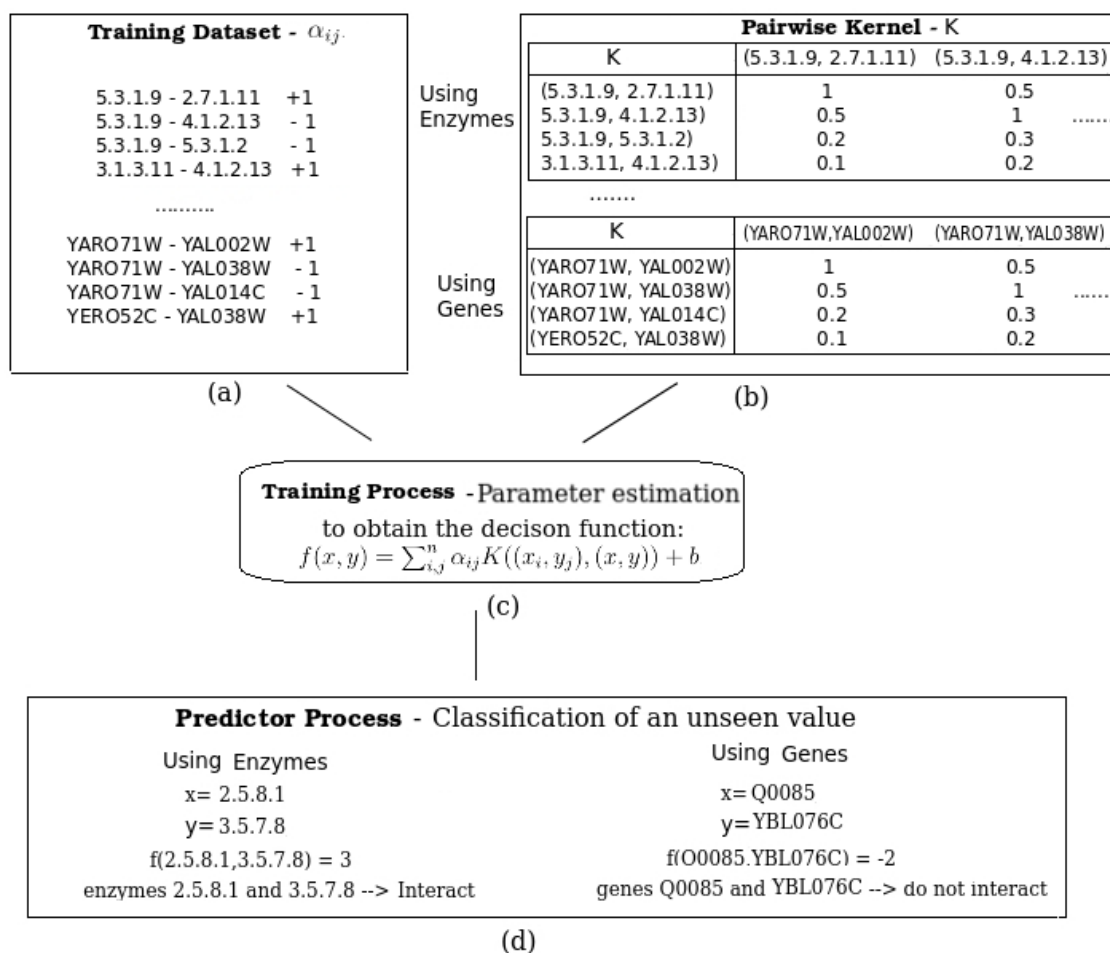 Training Dataset - α_{ij}.
5.3.1.9 - 2.7.1.11 +1
5.3.1.9 - 4.1.2.13 - 1
5.3.1.9 - 5.3.1.2 - 1
3.1.3.11 - 4.1.2.13 +1
..........
YARO71W - YAL002W +1
YARO71W - YAL038W - 1
YARO71W - YAL014C - 1
YERO52C - YAL038W +1
(a)
Using
Enzymes
Using
Genes
Pairwise Kernel - K
K (5.3.1.9, 2.7.1.11) (5.3.1.9, 4.1.2.13)
(5.3.1.9, 2.7.1.11) 1 0.5
5.3.1.9, 4.1.2.13) 0.5 1 .......
5.3.1.9, 5.3.1.2) 0.2 0.3
3.1.3.11, 4.1.2.13) 0.1 0.2
.......
K (YARO71W,YAL002W) (YARO71W,YAL038W)
(YARO71W, YAL002W) 1 0.5
(YARO71W, YAL038W) 0.5 1 .......
(YARO71W, YAL014C) 0.2 0.3
(YERO52C, YAL038W) 0.1 0.2
(b)
Training Process - Parameter estimation
to obtain the decison function:
f(x, y) = ∑_{i,j}^{n} α_{ij}K((x_i, y_j), (x, y)) + b
(c)
Predictor Process - Classification of an unseen value
Using Enzymes
x= 2.5.8.1
y= 3.5.7.8
f(2.5.8.1,3.5.7.8) = 3
enzymes 2.5.8.1 and 3.5.7.8 --> Interact
Using Genes
x= Q0085
y= YBL076C
f(Q0085,YBL076C) = -2
genes Q0085 and YBL076C --> do not interact
(d)